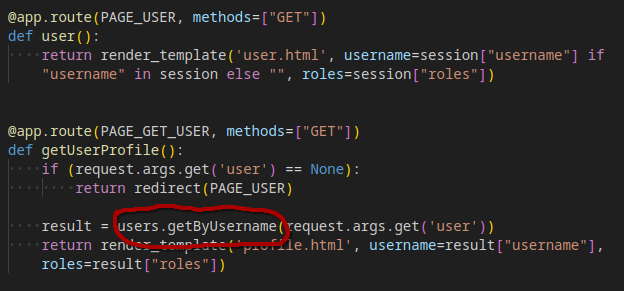 @app.route(PAGE_USER, methods=["GET"])
def user():
    return render_template('user.html', username=session["username"] if
    "username" in session else "", roles=session["roles"])
@app.route(PAGE_GET_USER, methods=["GET"])
def getUserProfile():
    if (request.args.get('user') == None):
        return redirect(PAGE_USER)
    result = users.getByUsername(request.args.get('user'))
    return render_template('profile.html', username=result["username"],
    roles=result["roles"])